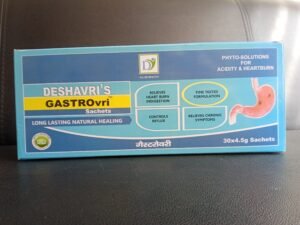 PHYTO-SOLUTIONS
FOR
ACIDITY & HEARTBURN
DESHAVRI'S
GASTROvri
Sachets
LONG LASTING NATURAL HEALING
RELIEVES
HEART BURN
INDIGESTION
TIME TESTED
FORMULATION
CONTROLS
REFLUX
RELIEVES CHRONIC
SYMPTOMS
गैस्टरोवरी
30x4.5g Sachets